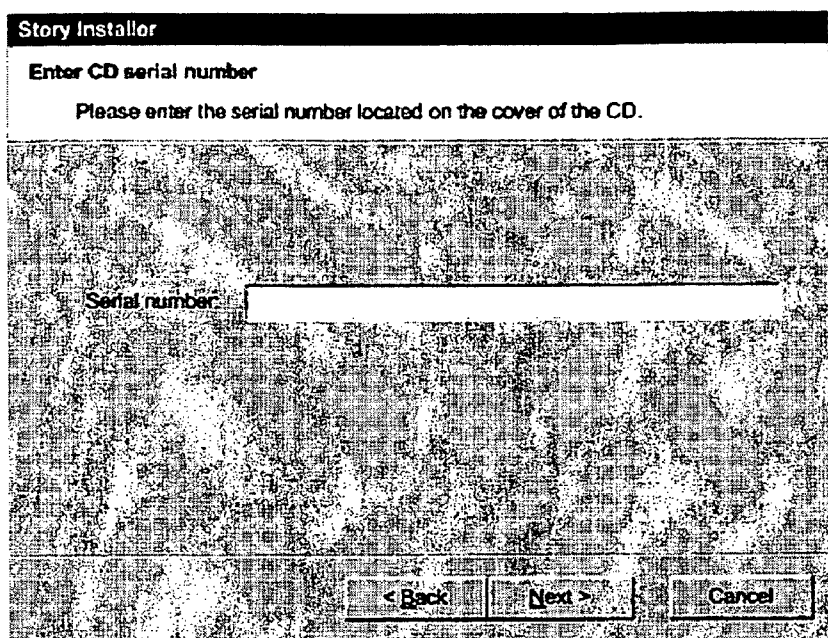 Story Installer
Enter CD serial number
Please enter the serial number located on the cover of the CD.
Serial number:
< Back
Next >
Cancel